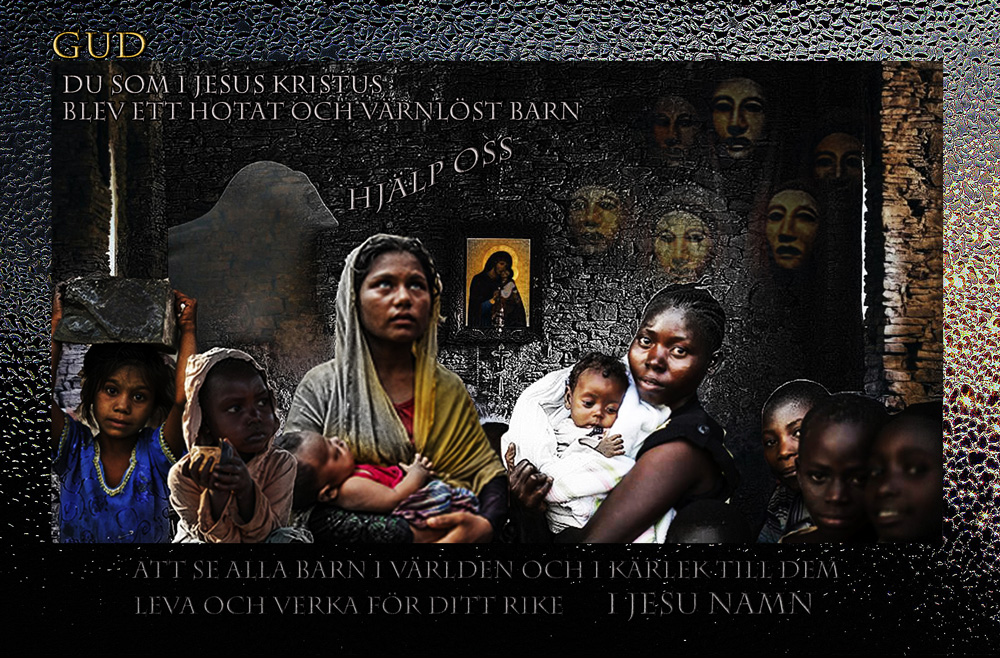 GUD
DU SOM I JESUS KRISTUS
BLEV ETT HOTAT OCH VÄRNLÖST BARN
HJÄLP OSS
ATT SE ALLA BARN I VÄRLDEN OCH I KÄRLEK TILL DEM
LEVA OCH VERKA FÖR DITT RIKE I JESU NAMN